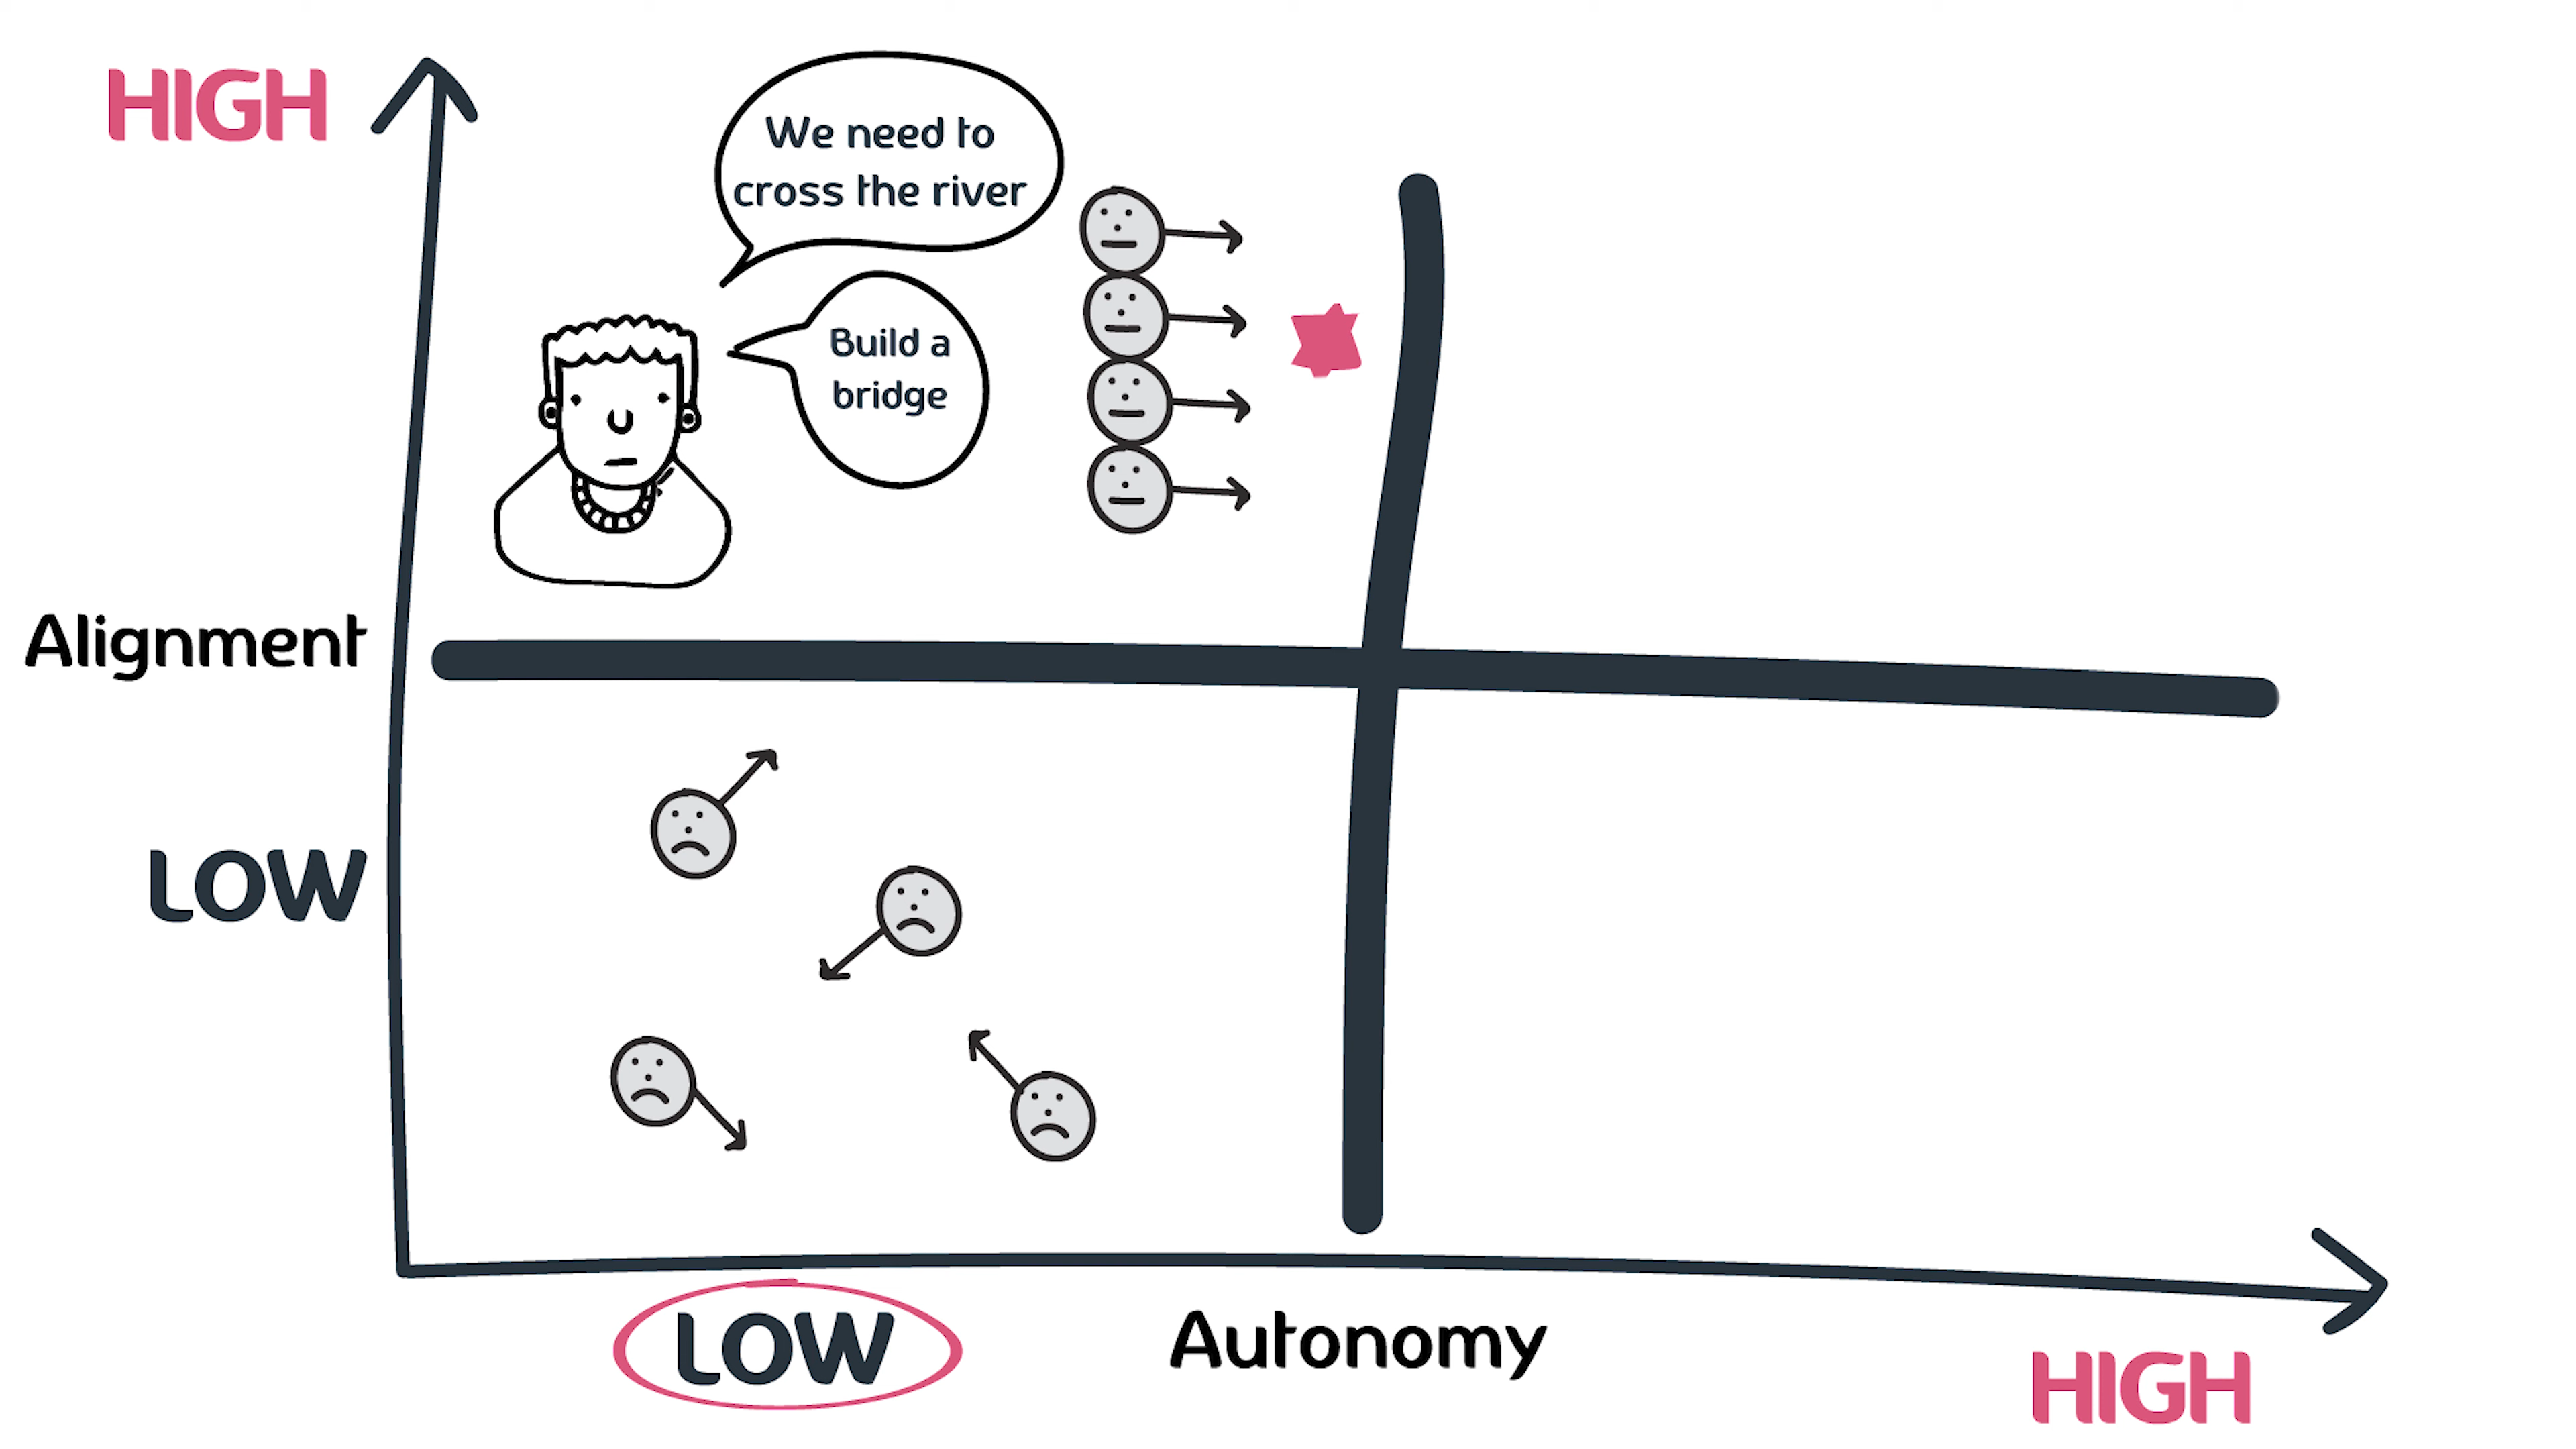 HIGH
We need to
cross the river
Build a
bridge
Alignment
LOW
LOW
Autonomy
HIGH